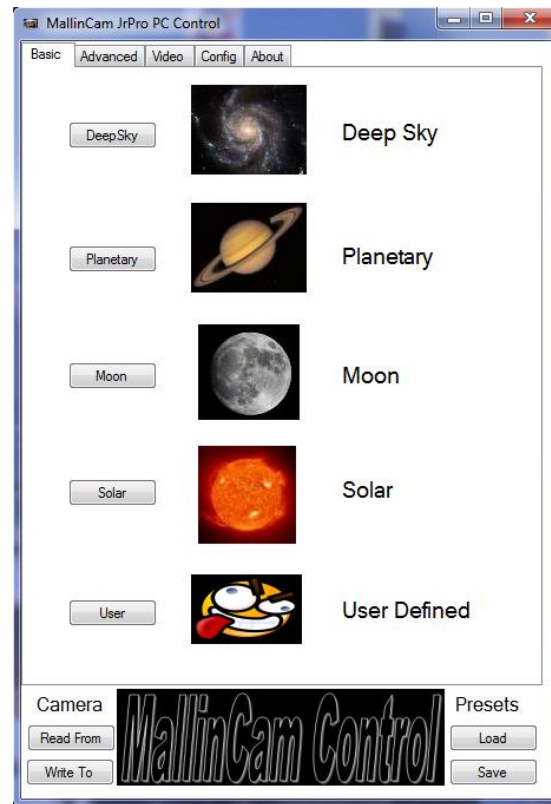 MallinCam JrPro PC Control
Basic Advanced Video Config About
DeepSky Deep Sky
Planetary Planetary
Moon Moon
Solar Solar
User User Defined
Camera MallinCam Control Presets
Read From Load
Write To Save